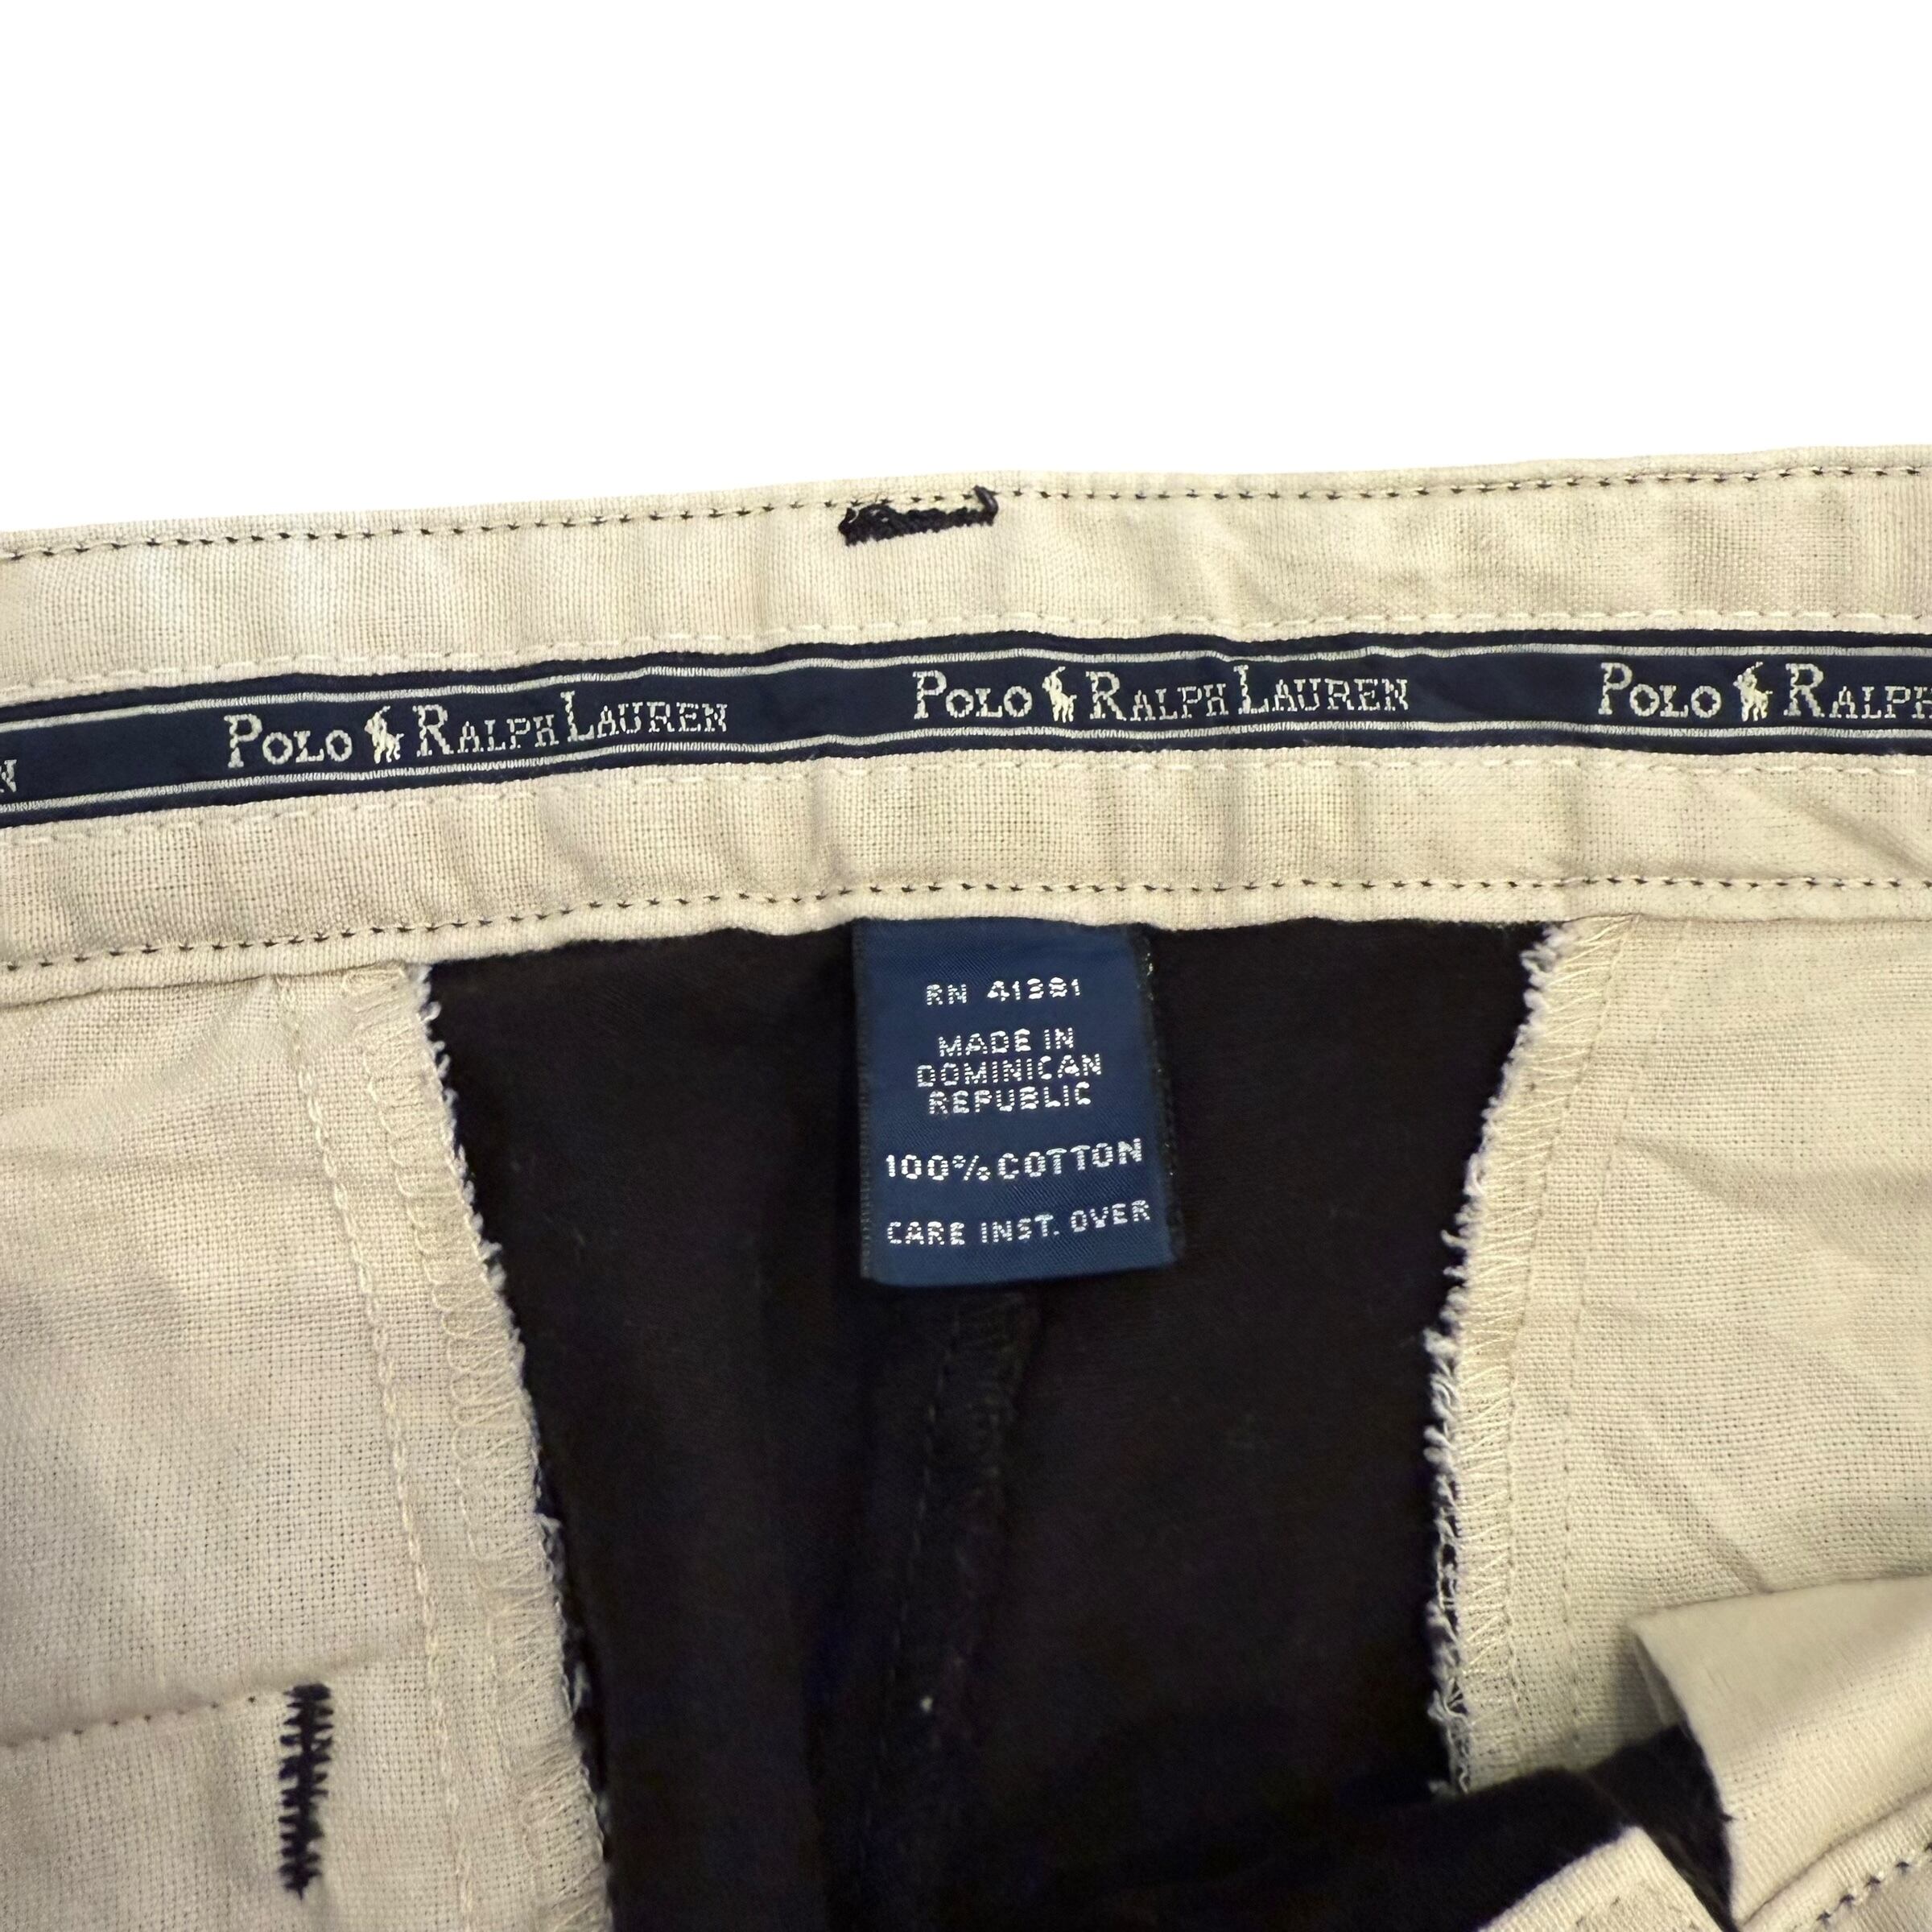 N POLO RALPH LAUREN POLO RALPH LAUREN POLO RALPH
RN 41381
MADE IN
DOMINICAN
REPUBLIC
100% COTTON
CARE INST. OVER